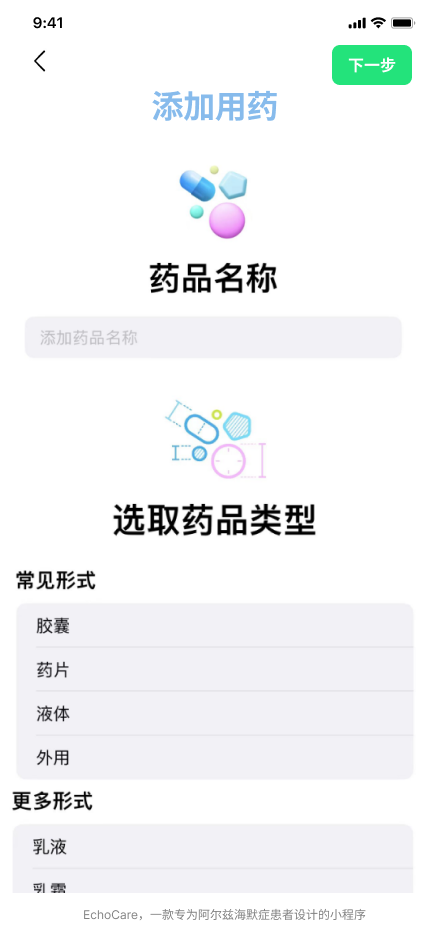 9:41
下一步
添加用药
药品名称
添加药品名称
选取药品类型
常见形式
胶囊
药片
液体
外用
更多形式
乳液
乳霜
EchoCare，一款专为阿尔兹海默症患者设计的小程序